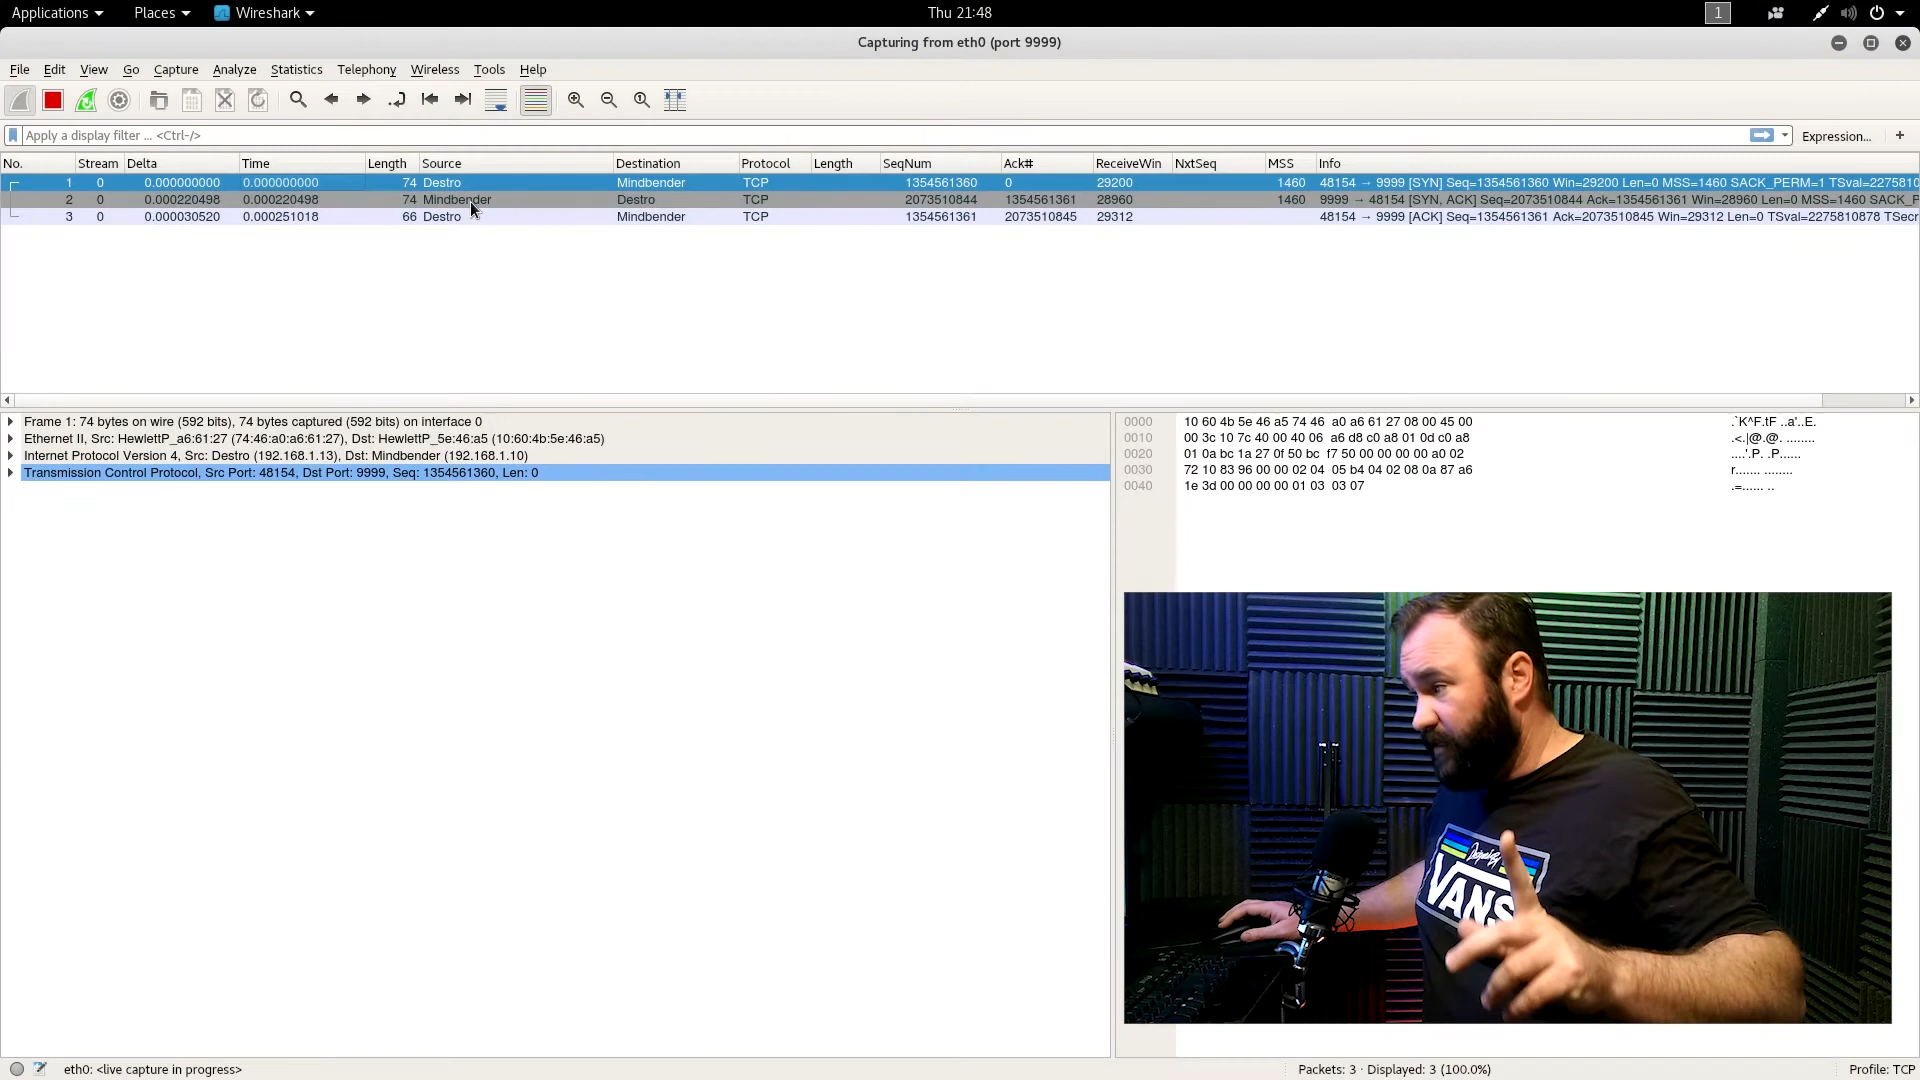 Applications Places Wireshark Thu 21:48 1
Capturing from eth0 (port 9999)
File Edit View Go Capture Analyze Statistics Telephony Wireless Tools Help
Apply a display filter ... <Ctrl-/> Expression... +
No. Stream Delta Time Length Source Destination Protocol Length SeqNum Ack# ReceiveWin NxtSeq MSS Info
1 0 0.000000000 0.000000000 74 Destro Mindbender TCP 1354561360 0 29200 1460 48154 → 9999 [SYN] Seq=1354561360 Win=29200 Len=0 MSS=1460 SACK_PERM=1 TSval=2275810
2 0 0.000220498 0.000220498 74 Mindbender Destro TCP 2073510844 1354561361 28960 1460 9999 → 48154 [SYN, ACK] Seq=2073510844 Ack=1354561361 Win=28960 Len=0 MSS=1460 SACK_P
3 0 0.000030520 0.000251018 66 Destro Mindbender TCP 1354561361 2073510845 29312 48154 → 9999 [ACK] Seq=1354561361 Ack=2073510845 Win=29312 Len=0 TSval=2275810878 TSecr
Frame 1: 74 bytes on wire (592 bits), 74 bytes captured (592 bits) on interface 0
Ethernet II, Src: HewlettP_a6:61:27 (74:46:a0:a6:61:27), Dst: HewlettP_5e:46:a5 (10:60:4b:5e:46:a5)
Internet Protocol Version 4, Src: Destro (192.168.1.13), Dst: Mindbender (192.168.1.10)
Transmission Control Protocol, Src Port: 48154, Dst Port: 9999, Seq: 1354561360, Len: 0
0000 10 60 4b 5e 46 a5 74 46 a0 a6 61 27 08 00 45 00 .`K^F.tF ..a'..E.
0010 00 3c 10 7c 40 00 40 06 a6 d8 c0 a8 01 0d c0 a8 .<.|@.@. ........
0020 01 0a bc 1a 27 0f 50 bc f7 50 00 00 00 00 a0 02 ....'.P. .P......
0030 72 10 83 96 00 00 02 04 05 b4 04 02 08 0a 87 a6 r....... ........
0040 1e 3d 00 00 00 00 01 03 03 07 .=...... ..
VANS
eth0: <live capture in progress> Packets: 3 · Displayed: 3 (100.0%) Profile: TCP